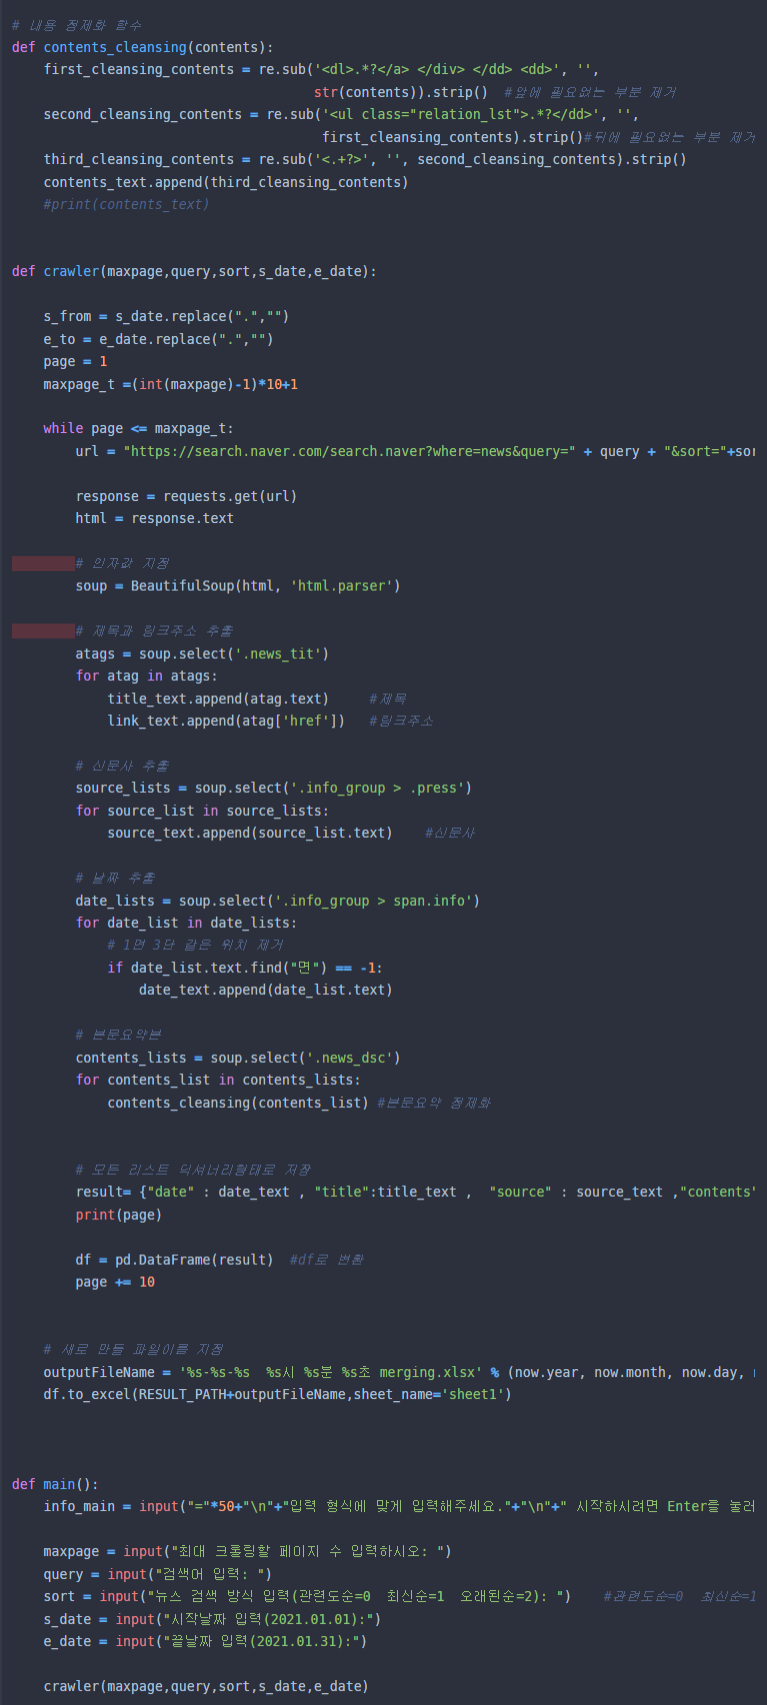 # 내용 정제화 함수
def contents_cleansing(contents):
    first_cleansing_contents = re.sub('<dl>.*?</a> </div> </dd> <dd>', '',
                                      str(contents)).strip()  #앞에 필요없는 부분 제거
    second_cleansing_contents = re.sub('<ul class="relation_lst">.*?</dd>', '',
                                       first_cleansing_contents).strip()#뒤에 필요없는 부분 제거
    third_cleansing_contents = re.sub('<.+?>', '', second_cleansing_contents).strip()
    contents_text.append(third_cleansing_contents)
    #print(contents_text)
def crawler(maxpage,query,sort,s_date,e_date):
    s_from = s_date.replace(".","")
    e_to = e_date.replace(".","")
    page = 1
    maxpage_t =(int(maxpage)-1)*10+1
    while page <= maxpage_t:
        url = "https://search.naver.com/search.naver?where=news&query=" + query + "&sort="+sor
        response = requests.get(url)
        html = response.text
        # 인자값 지정
        soup = BeautifulSoup(html, 'html.parser')
        # 제목과 링크주소 추출
        atags = soup.select('.news_tit')
        for atag in atags:
            title_text.append(atag.text)     #제목
            link_text.append(atag['href'])   #링크주소
        # 신문사 추출
        source_lists = soup.select('.info_group > .press')
        for source_list in source_lists:
            source_text.append(source_list.text)    #신문사
        # 날짜 추출
        date_lists = soup.select('.info_group > span.info')
        for date_list in date_lists:
            # 1면 3단 같은 위치 제거
            if date_list.text.find("면") == -1:
                date_text.append(date_list.text)
        # 본문요약본
        contents_lists = soup.select('.news_dsc')
        for contents_list in contents_lists:
            contents_cleansing(contents_list) #본문요약 정제화
        # 모든 리스트 딕셔너리형태로 저장
        result= {"date" : date_text , "title":title_text ,  "source" : source_text ,"contents"
        print(page)
        df = pd.DataFrame(result)  #df로 변환
        page += 10
    # 새로 만들 파일이름 지정
    outputFileName = '%s-%s-%s  %s시 %s분 %s초 merging.xlsx' % (now.year, now.month, now.day,
    df.to_excel(RESULT_PATH+outputFileName,sheet_name='sheet1')
def main():
    info_main = input("="*50+"\n"+"입력 형식에 맞게 입력해주세요."+"\n"+" 시작하시려면 Enter를 눌러
    maxpage = input("최대 크롤링할 페이지 수 입력하시오: ")
    query = input("검색어 입력: ")
    sort = input("뉴스 검색 방식 입력(관련도순=0  최신순=1  오래된순=2): ")    #관련도순=0  최신순=1
    s_date = input("시작날짜 입력(2021.01.01):")
    e_date = input("끝날짜 입력(2021.01.31):")
    crawler(maxpage,query,sort,s_date,e_date)